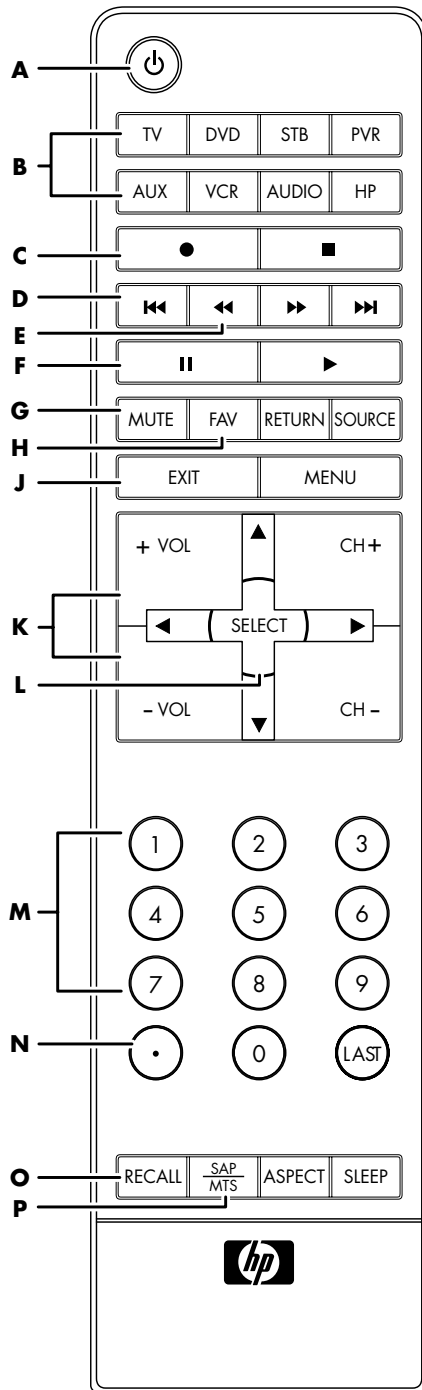 A
TV DVD STB PVR
B
AUX VCR AUDIO HP
C
D
E
F
G MUTE FAV RETURN SOURCE
H
J EXIT MENU
+ VOL CH +
K SELECT
L
– VOL CH –
1 2 3
M 4 5 6
7 8 9
N . 0 LAST
O RECALL SAP/MTS ASPECT SLEEP
P
hp